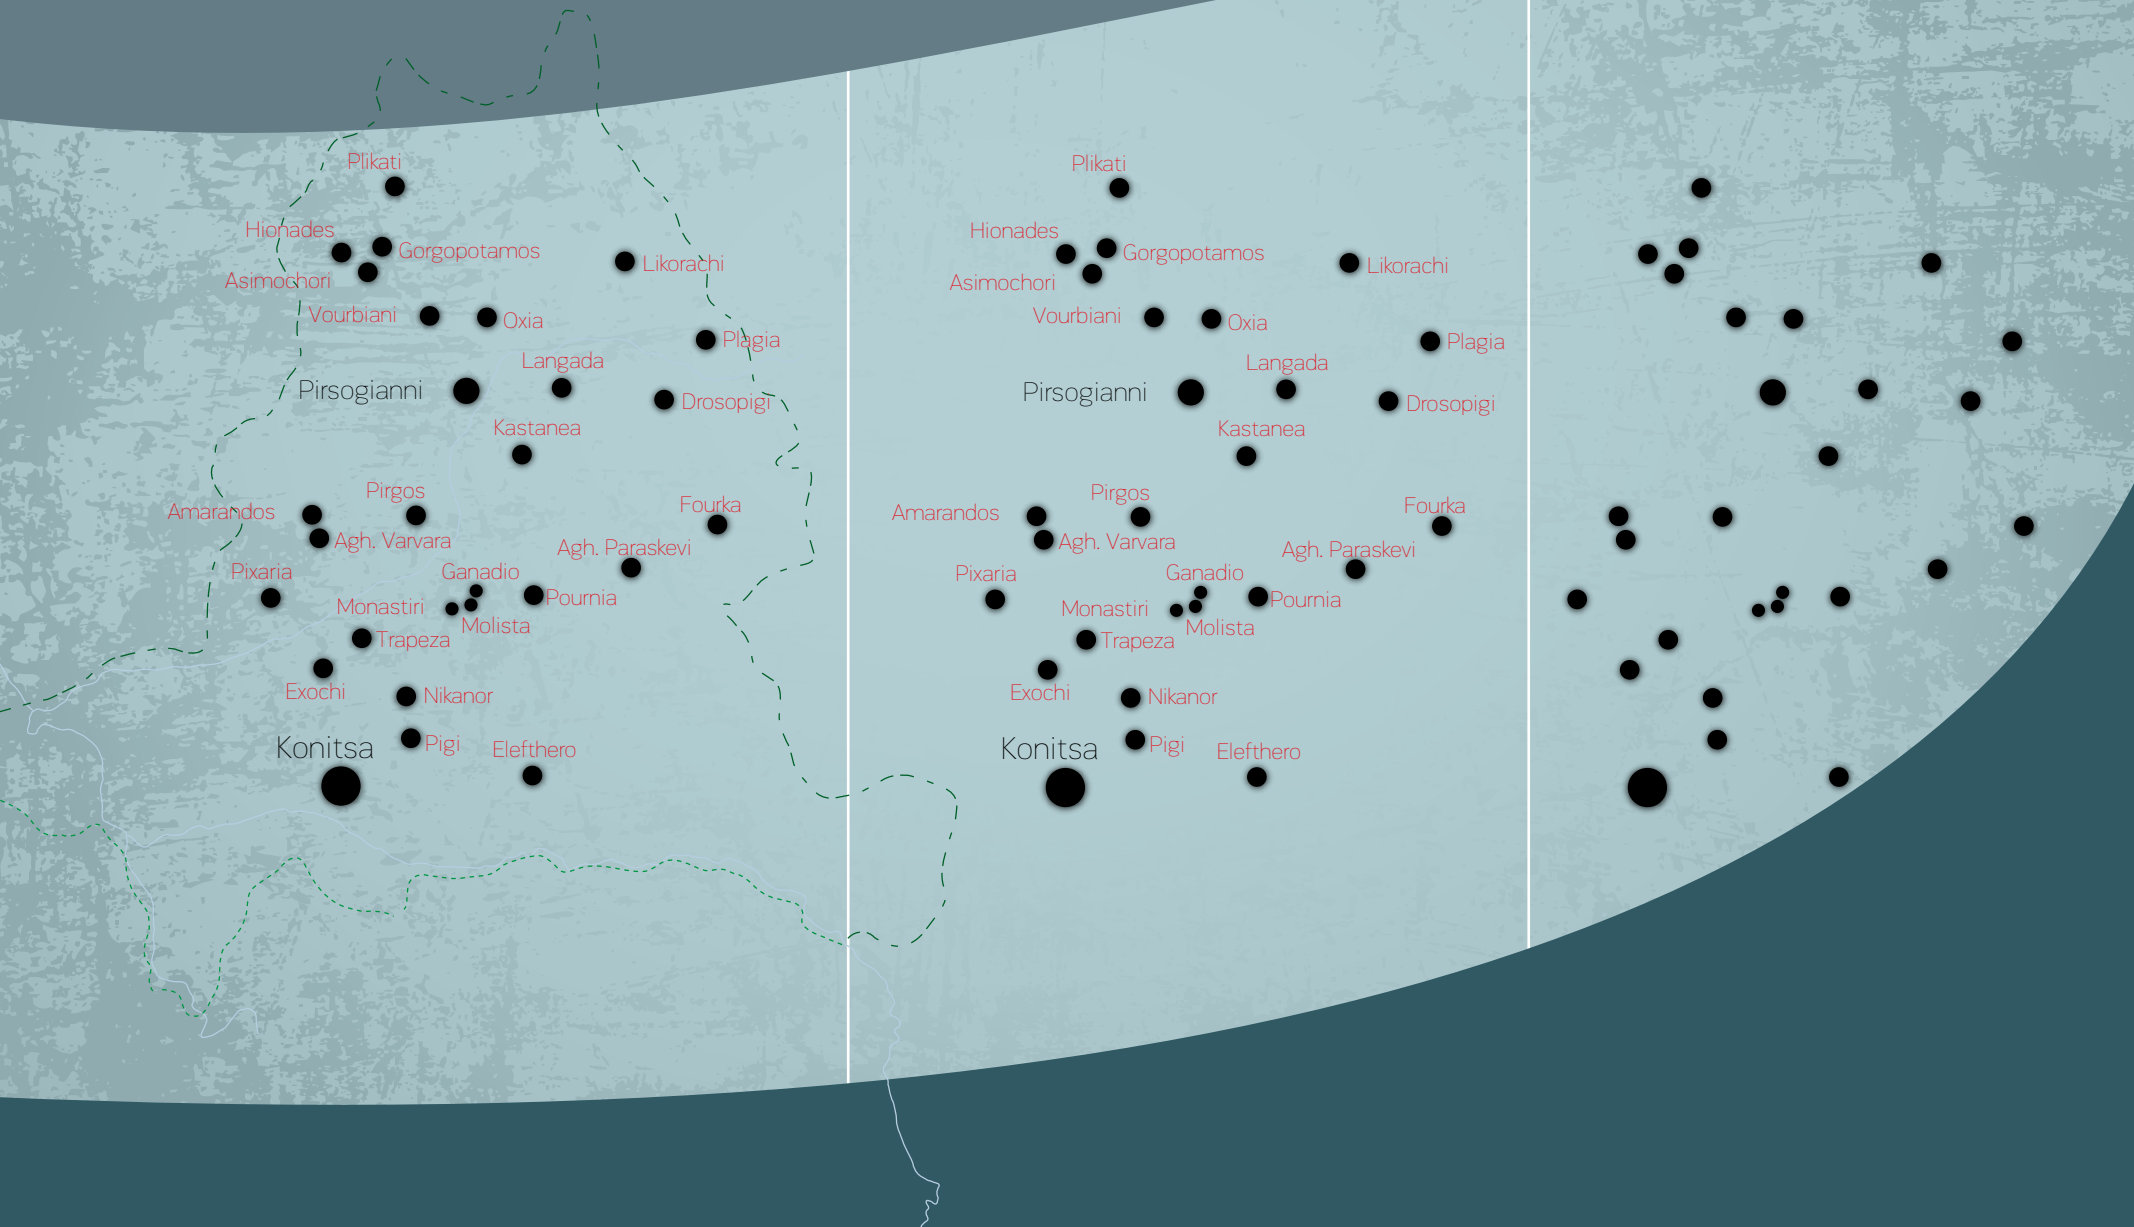 Plikati
Hionades
Gorgopotamos
Likorachi
Asimochori
Vourbiani
Oxia
Plagia
Langada
Pirsogianni
Drosopigi
Kastanea
Pirgos
Amarandos
Fourka
Agh. Varvara
Agh. Paraskevi
Pixaria
Ganadio
Pournia
Monastiri
Molista
Trapeza
Exochi
Nikanor
Konitsa
Pigi
Elefthero
Plikati
Hionades
Gorgopotamos
Likorachi
Asimochori
Vourbiani
Oxia
Plagia
Langada
Pirsogianni
Drosopigi
Kastanea
Pirgos
Amarandos
Fourka
Agh. Varvara
Agh. Paraskevi
Pixaria
Ganadio
Pournia
Monastiri
Molista
Trapeza
Exochi
Nikanor
Konitsa
Pigi
Elefthero